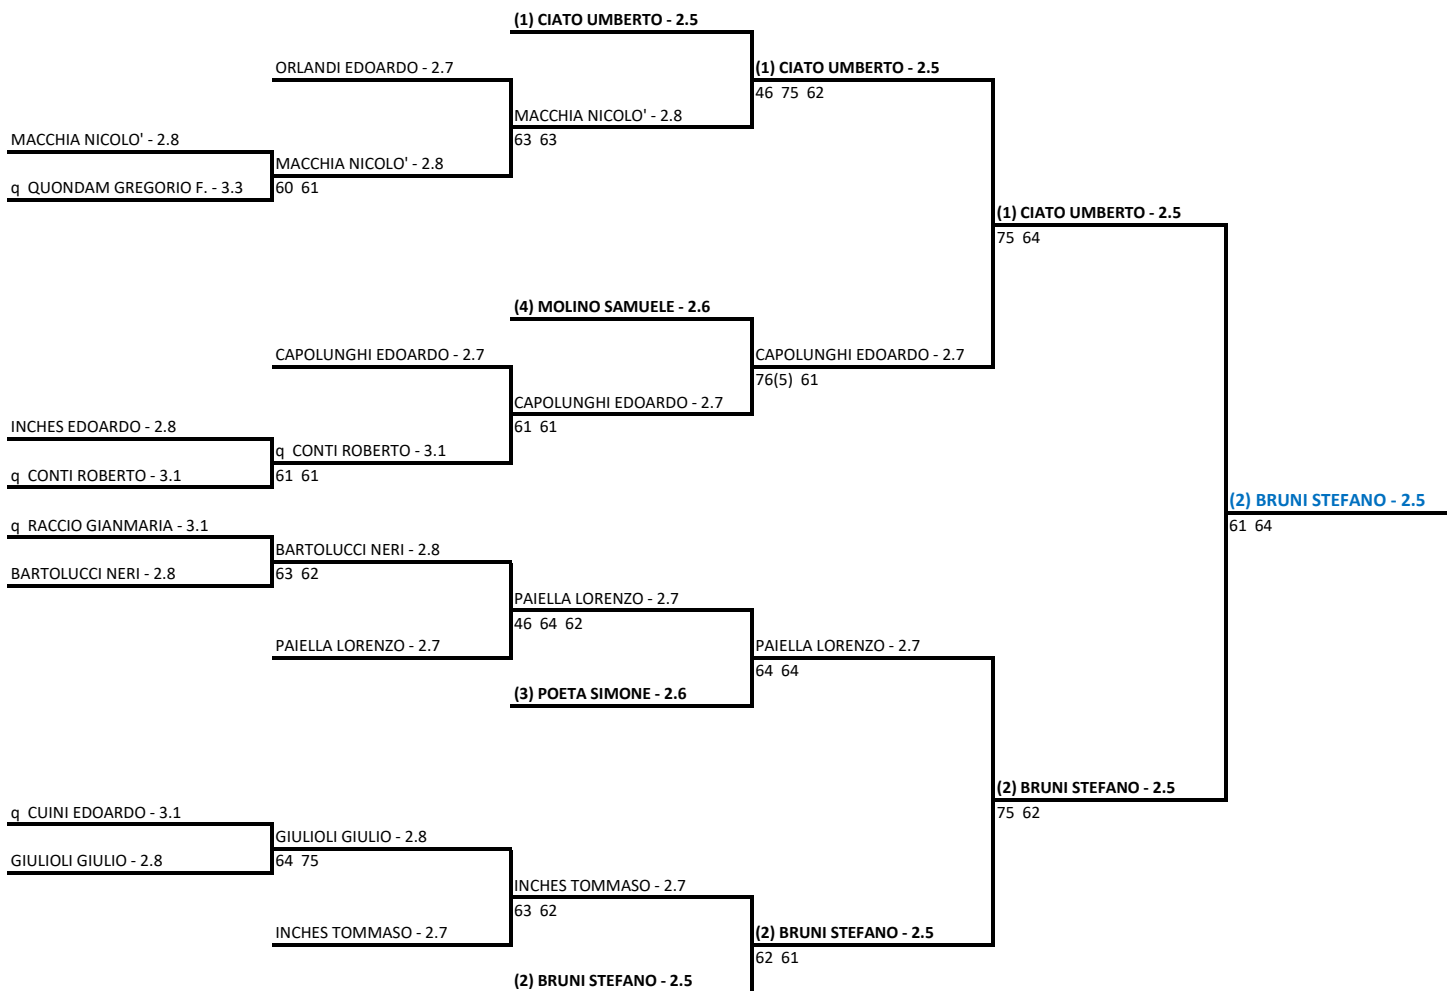 (1) CIATO UMBERTO - 2.5
ORLANDI EDOARDO - 2.7
(1) CIATO UMBERTO - 2.5
46 75 62
MACCHIA NICOLO' - 2.8
63 63
MACCHIA NICOLO' - 2.8
MACCHIA NICOLO' - 2.8
60 61
q QUONDAM GREGORIO F. - 3.3
(1) CIATO UMBERTO - 2.5
75 64
(4) MOLINO SAMUELE - 2.6
CAPOLUNGHI EDOARDO - 2.7
CAPOLUNGHI EDOARDO - 2.7
76(5) 61
CAPOLUNGHI EDOARDO - 2.7
61 61
INCHES EDOARDO - 2.8
q CONTI ROBERTO - 3.1
61 61
q CONTI ROBERTO - 3.1
(2) BRUNI STEFANO - 2.5
61 64
q RACCIO GIANMARIA - 3.1
BARTOLUCCI NERI - 2.8
63 62
BARTOLUCCI NERI - 2.8
PAIELLA LORENZO - 2.7
46 64 62
PAIELLA LORENZO - 2.7
PAIELLA LORENZO - 2.7
64 64
(3) POETA SIMONE - 2.6
(2) BRUNI STEFANO - 2.5
75 62
q CUINI EDOARDO - 3.1
GIULIOLI GIULIO - 2.8
64 75
GIULIOLI GIULIO - 2.8
INCHES TOMMASO - 2.7
63 62
INCHES TOMMASO - 2.7
(2) BRUNI STEFANO - 2.5
62 61
(2) BRUNI STEFANO - 2.5